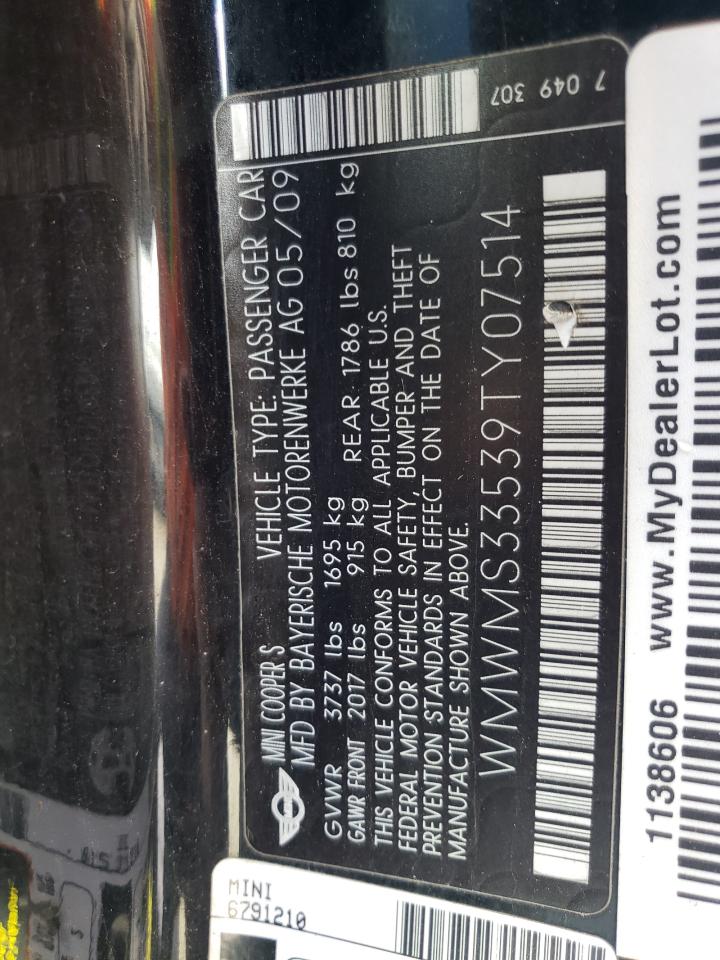 MINI COOPER S VEHICLE TYPE: PASSENGER CAR
MFD BY BAYERISCHE MOTORENWERKE AG 05/09
GVWR 3737 lbs 1695 kg
GAWR FRONT 2017 lbs 915 kg REAR 1786 lbs 810 kg
THIS VEHICLE CONFORMS TO ALL APPLICABLE U.S.
FEDERAL MOTOR VEHICLE SAFETY, BUMPER AND THEFT
PREVENTION STANDARDS IN EFFECT ON THE DATE OF
MANUFACTURE SHOWN ABOVE.
WMWMS33539TY07514
7 049 307
1138606 www.MyDealerLot.com
MINI
6791210